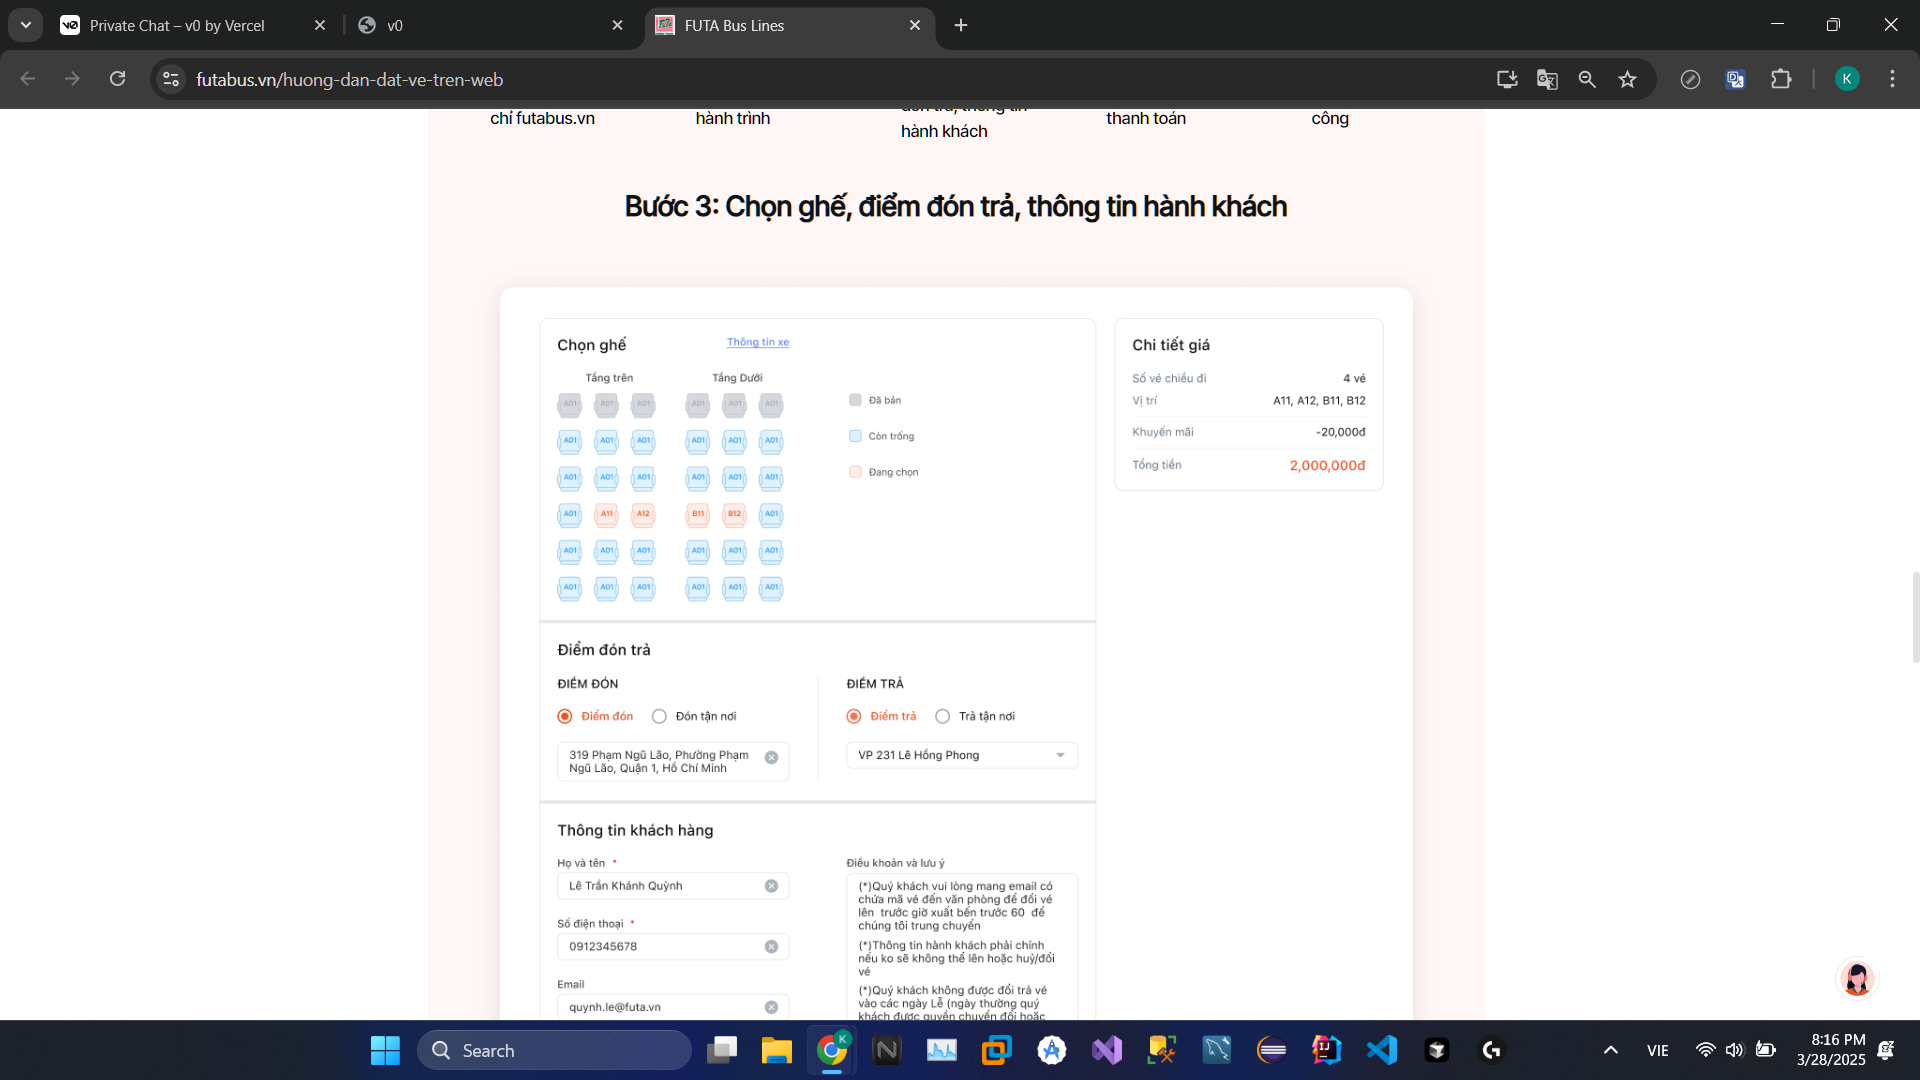 Private Chat – v0 by Vercel
v0
FUTA Bus Lines
futabus.vn/huong-dan-dat-ve-tren-web
K
chỉ futabus.vn
hành trình
đón trả, thông tin
hành khách
thanh toán
công
Bước 3: Chọn ghế, điểm đón trả, thông tin hành khách
Chọn ghế
Thông tin xe
Tầng trên
Tầng Dưới
A01 A01 A01 A01 A01 A01
A01 A01 A01 A01 A01 A01
A01 A01 A01 A01 A01 A01
A01 A11 A12 B11 B12 A01
A01 A01 A01 A01 A01 A01
A01 A01 A01 A01 A01 A01
Đã bán
Còn trống
Đang chọn
Chi tiết giá
Số vé chiều đi 4 vé
Vị trí A11, A12, B11, B12
Khuyến mãi -20,000đ
Tổng tiền 2,000,000đ
Điểm đón trả
ĐIỂM ĐÓN
Điểm đón Đón tận nơi
319 Phạm Ngũ Lão, Phường Phạm
Ngũ Lão, Quận 1, Hồ Chí Minh
ĐIỂM TRẢ
Điểm trả Trả tận nơi
VP 231 Lê Hồng Phong
Thông tin khách hàng
Họ và tên *
Lê Trần Khánh Quỳnh
Số điện thoại *
0912345678
Email
quynh.le@futa.vn
Điều khoản và lưu ý
(*)Quý khách vui lòng mang email có
chứa mã vé đến văn phòng để đổi vé
lên trước giờ xuất bến trước 60 để
chúng tôi trung chuyển
(*)Thông tin hành khách phải chính
nếu ko sẽ không thể lên hoặc huỷ/đổi
vé
(*)Quý khách không được đổi trả vé
vào các ngày Lễ (ngày thường quý
khách được quyền chuyển đổi hoặc
Search
K
VIE
8:16 PM
3/28/2025